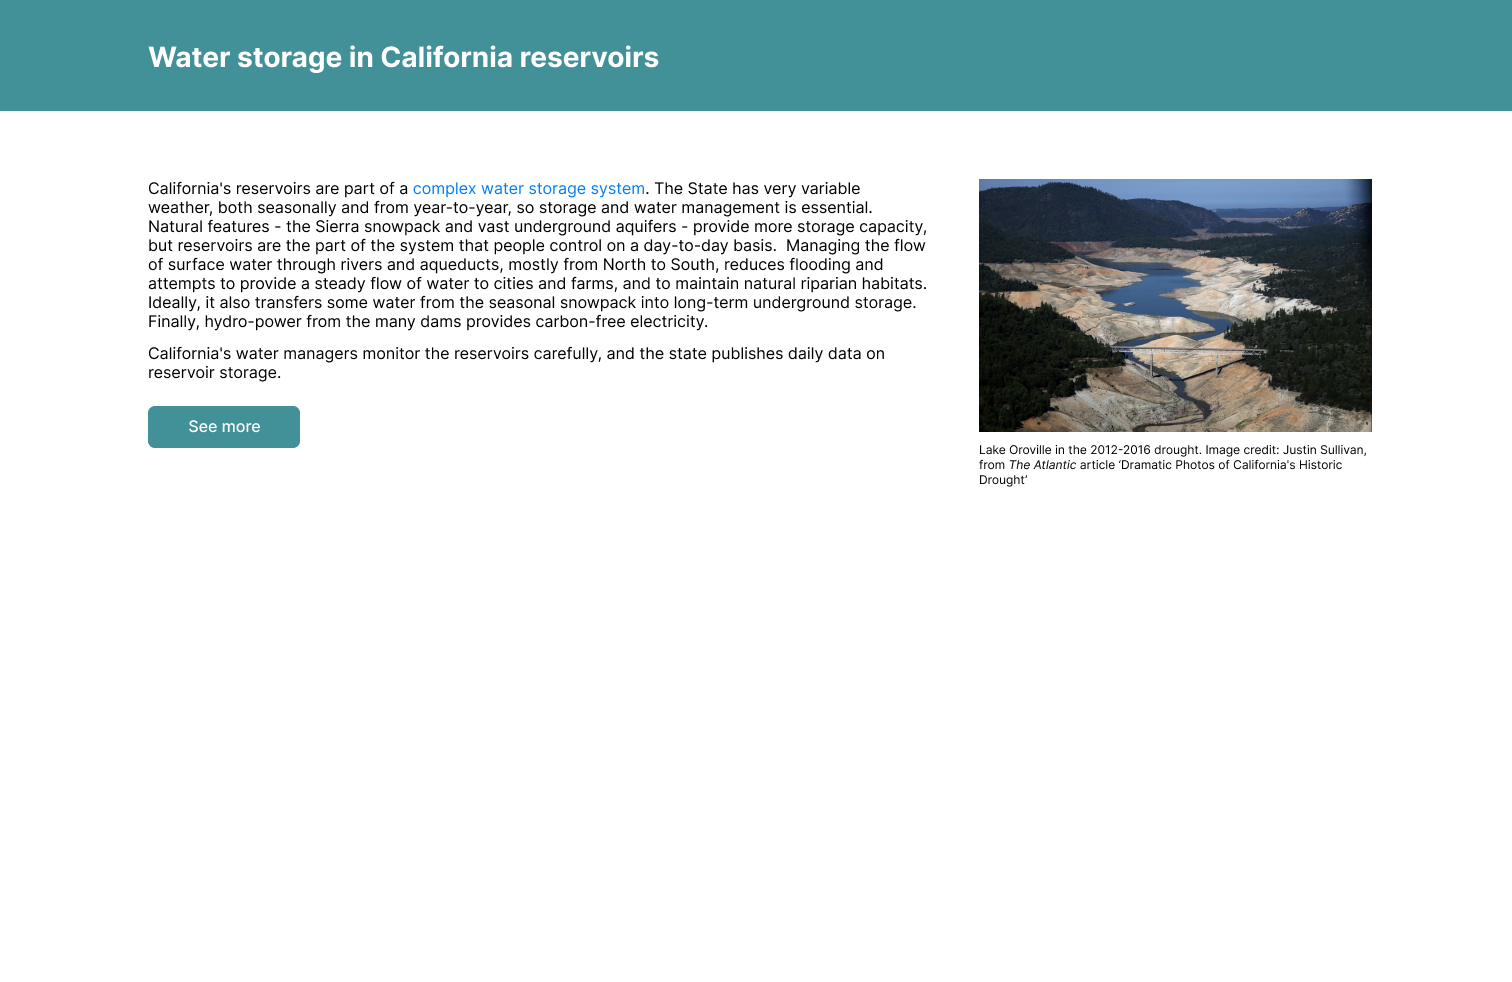 Water storage in California reservoirs
California's reservoirs are part of a complex water storage system. The State has very variable
weather, both seasonally and from year-to-year, so storage and water management is essential.
Natural features - the Sierra snowpack and vast underground aquifers - provide more storage capacity,
but reservoirs are the part of the system that people control on a day-to-day basis.  Managing the flow
of surface water through rivers and aqueducts, mostly from North to South, reduces flooding and
attempts to provide a steady flow of water to cities and farms, and to maintain natural riparian habitats.
Ideally, it also transfers some water from the seasonal snowpack into long-term underground storage.
Finally, hydro-power from the many dams provides carbon-free electricity.
California's water managers monitor the reservoirs carefully, and the state publishes daily data on
reservoir storage.
See more
Lake Oroville in the 2012-2016 drought. Image credit: Justin Sullivan,
from The Atlantic article ‘Dramatic Photos of California's Historic
Drought’